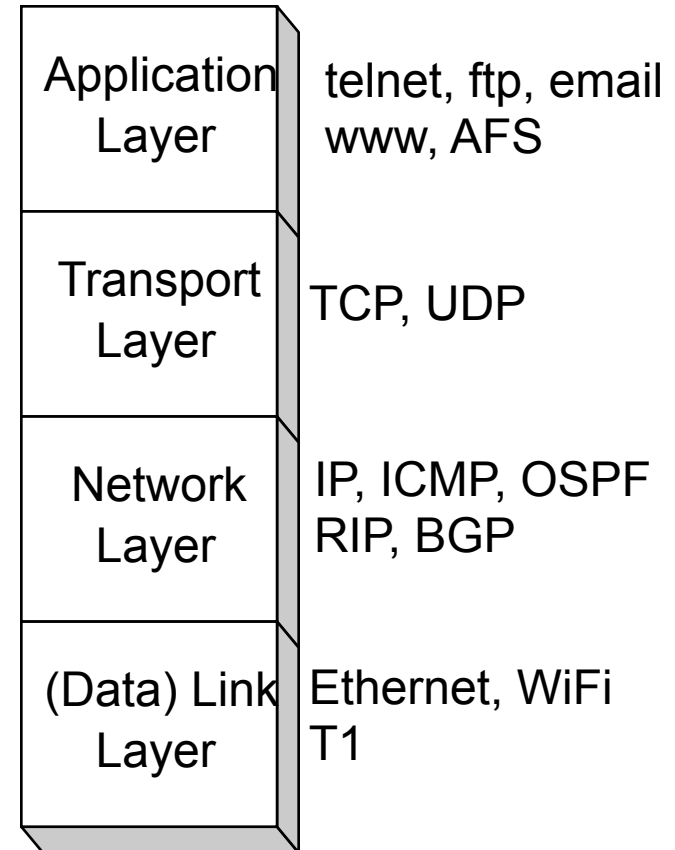 Application
Layer
telnet, ftp, email
www, AFS
Transport
Layer
TCP, UDP
Network
Layer
IP, ICMP, OSPF
RIP, BGP
(Data) Link
Layer
Ethernet, WiFi
T1